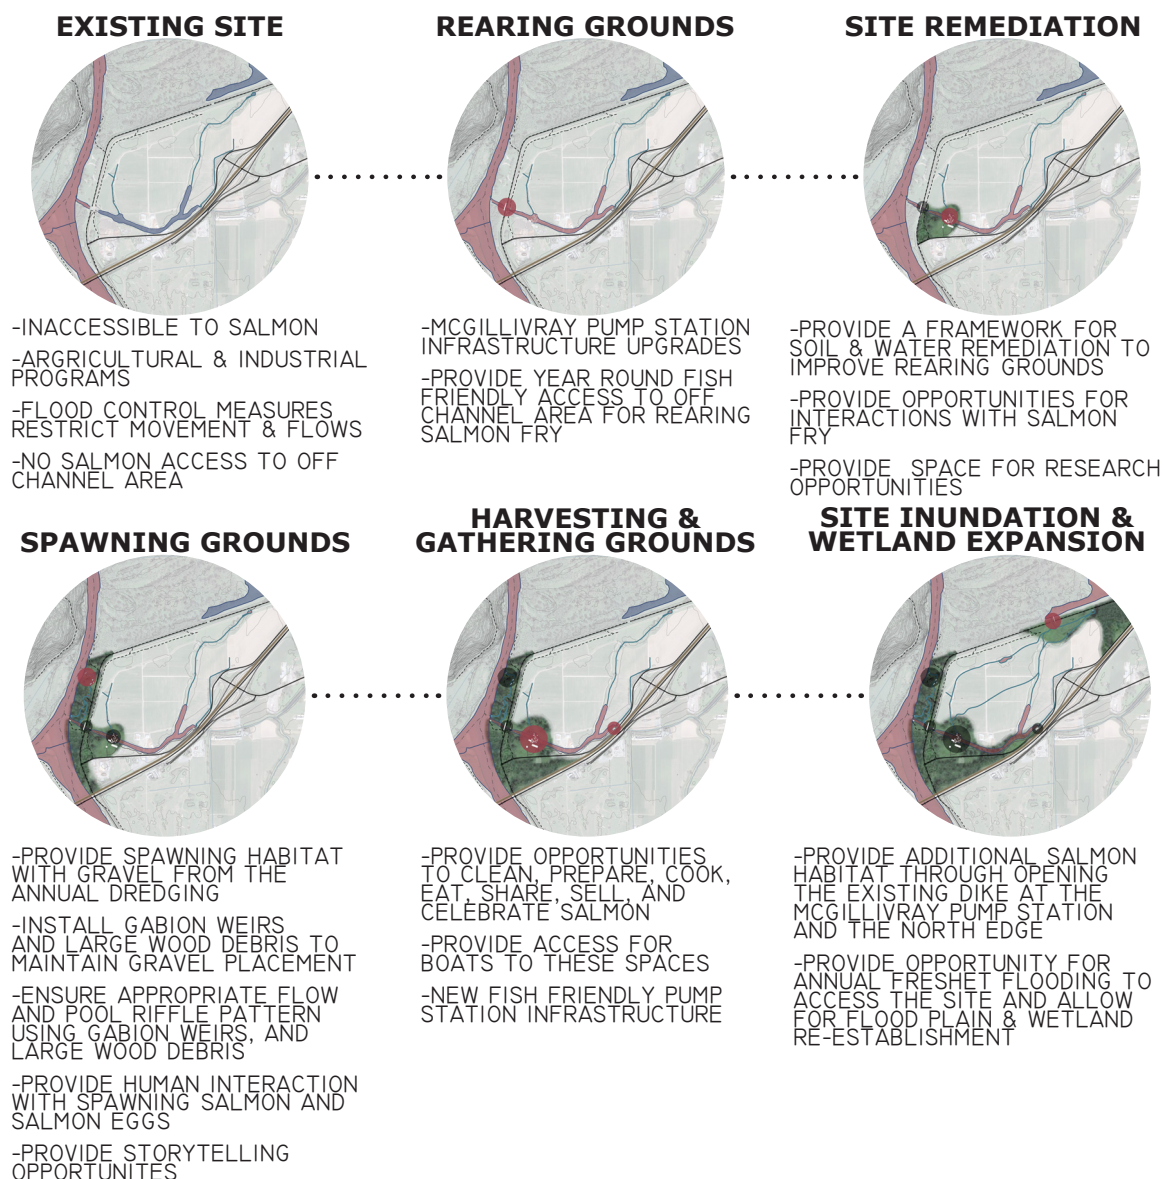 EXISTING SITE
-INACCESSIBLE TO SALMON
-ARGRICULTURAL & INDUSTRIAL
PROGRAMS
-FLOOD CONTROL MEASURES
RESTRICT MOVEMENT & FLOWS
-NO SALMON ACCESS TO OFF
CHANNEL AREA
REARING GROUNDS
-MCGILLIVRAY PUMP STATION
INFRASTRUCTURE UPGRADES
-PROVIDE YEAR ROUND FISH
FRIENDLY ACCESS TO OFF
CHANNEL AREA FOR REARING
SALMON FRY
SITE REMEDIATION
-PROVIDE A FRAMEWORK FOR
SOIL & WATER REMEDIATION TO
IMPROVE REARING GROUNDS
-PROVIDE OPPORTUNITIES FOR
INTERACTIONS WITH SALMON
FRY
-PROVIDE SPACE FOR RESEARCH
OPPORTUNITIES
SPAWNING GROUNDS
-PROVIDE SPAWNING HABITAT
WITH GRAVEL FROM THE
ANNUAL DREDGING
-INSTALL GABION WEIRS
AND LARGE WOOD DEBRIS TO
MAINTAIN GRAVEL PLACEMENT
-ENSURE APPROPRIATE FLOW
AND POOL RIFFLE PATTERN
USING GABION WEIRS, AND
LARGE WOOD DEBRIS
-PROVIDE HUMAN INTERACTION
WITH SPAWNING SALMON AND
SALMON EGGS
-PROVIDE STORYTELLING
OPPORTUNITES
HARVESTING &
GATHERING GROUNDS
-PROVIDE OPPORTUNITIES
TO CLEAN, PREPARE, COOK,
EAT, SHARE, SELL, AND
CELEBRATE SALMON
-PROVIDE ACCESS FOR
BOATS TO THESE SPACES
-NEW FISH FRIENDLY PUMP
STATION INFRASTRUCTURE
SITE INUNDATION &
WETLAND EXPANSION
-PROVIDE ADDITIONAL SALMON
HABITAT THROUGH OPENING
THE EXISTING DIKE AT THE
MCGILLIVRAY PUMP STATION
AND THE NORTH EDGE
-PROVIDE OPPORTUNITY FOR
ANNUAL FRESHET FLOODING TO
ACCESS THE SITE AND ALLOW
FOR FLOOD PLAIN & WETLAND
RE-ESTABLISHMENT